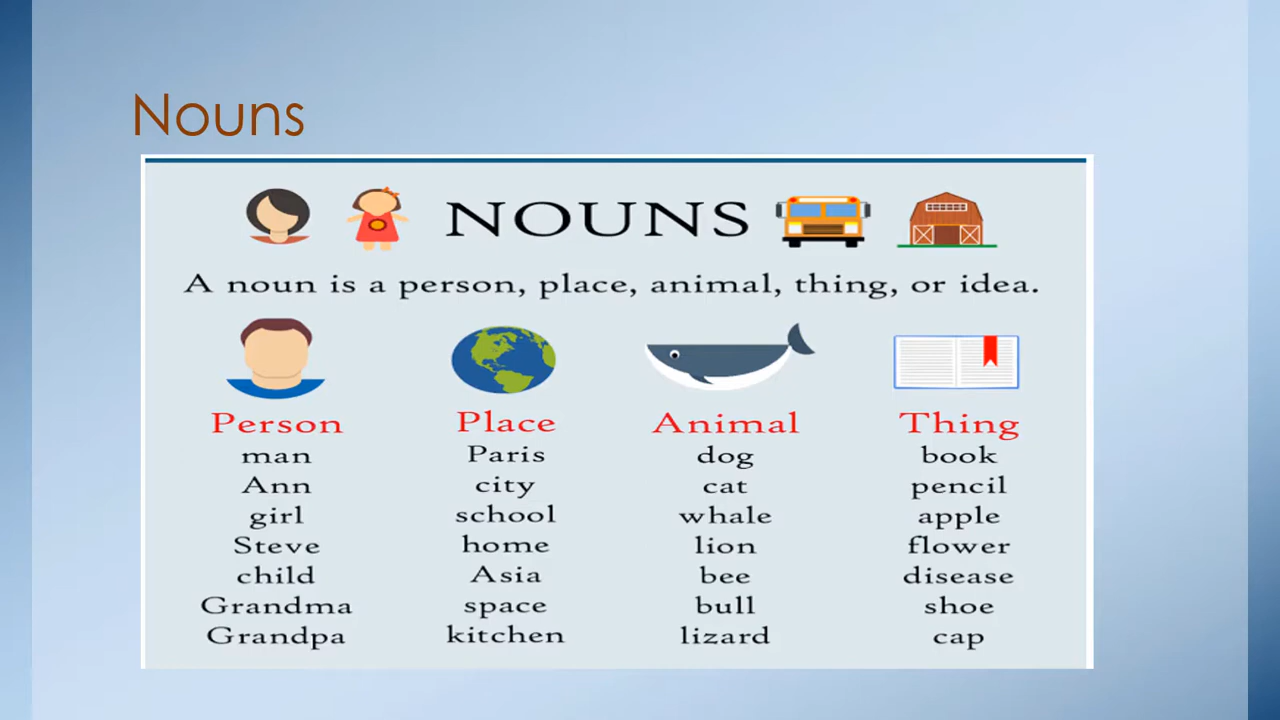 Nouns
NOUNS
A noun is a person, place, animal, thing, or idea.
Person Place Animal Thing
man Paris dog book
Ann city cat pencil
girl school whale apple
Steve home lion flower
child Asia bee disease
Grandma space bull shoe
Grandpa kitchen lizard cap